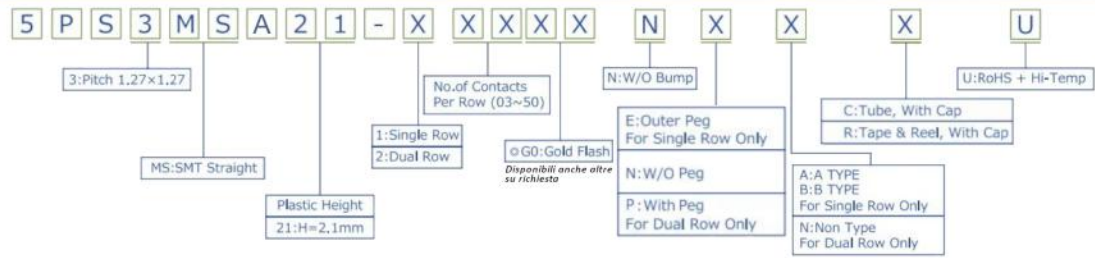 5 P S 3 M S A 2 1 - X X X X X N X X X U
3:Pitch 1.27×1.27
No.of Contacts
Per Row (03~50)
N:W/O Bump
U:RoHS + Hi-Temp
C:Tube, With Cap
R:Tape & Reel, With Cap
E:Outer Peg
For Single Row Only
1:Single Row
2:Dual Row
⊙G0:Gold Flash
Disponibili anche altre
su richiesta
MS:SMT Straight
N:W/O Peg
A:A TYPE
B:B TYPE
For Single Row Only
Plastic Height
21:H=2.1mm
P:With Peg
For Dual Row Only
N:Non Type
For Dual Row Only